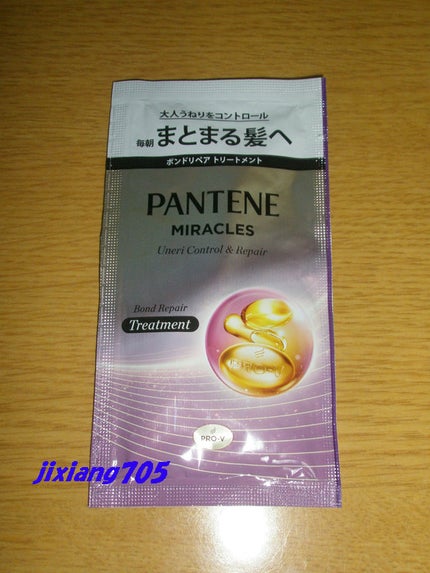 大人うねりをコントロール
毎朝 まとまる髪へ
ボンドリペア トリートメント
PANTENE
MIRACLES
Uneri Control & Repair
Bond Repair
Treatment
PRO-V
PRO-V
jixiang705